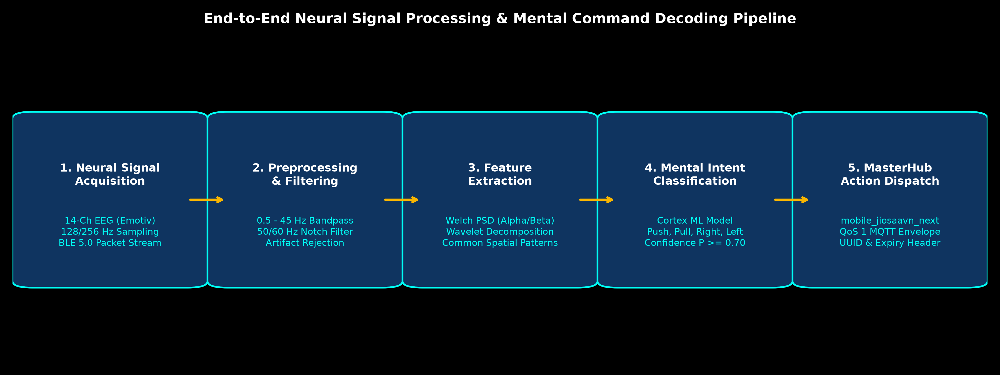 End-to-End Neural Signal Processing & Mental Command Decoding Pipeline
1. Neural Signal
Acquisition
14-Ch EEG (Emotiv)
128/256 Hz Sampling
BLE 5.0 Packet Stream
2. Preprocessing
& Filtering
0.5 - 45 Hz Bandpass
50/60 Hz Notch Filter
Artifact Rejection
3. Feature
Extraction
Welch PSD (Alpha/Beta)
Wavelet Decomposition
Common Spatial Patterns
4. Mental Intent
Classification
Cortex ML Model
Push, Pull, Right, Left
Confidence P >= 0.70
5. MasterHub
Action Dispatch
mobile_jiosaavn_next
QoS 1 MQTT Envelope
UUID & Expiry Header